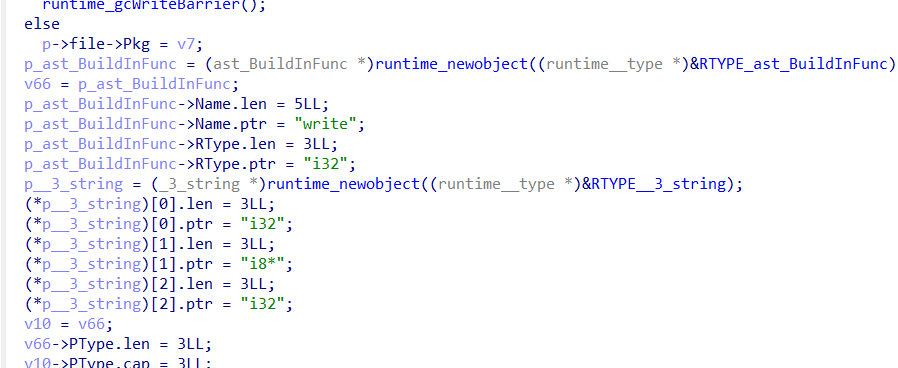 runtime_gcWriteBarrier();
else
p->file->Pkg = v7;
p_ast_BuildInFunc = (ast_BuildInFunc *)runtime_newobject((runtime__type *)&RTYPE_ast_BuildInFunc)
v66 = p_ast_BuildInFunc;
p_ast_BuildInFunc->Name.len = 5LL;
p_ast_BuildInFunc->Name.ptr = "write";
p_ast_BuildInFunc->RType.len = 3LL;
p_ast_BuildInFunc->RType.ptr = "i32";
p__3_string = (_3_string *)runtime_newobject((runtime__type *)&RTYPE__3_string);
(*p__3_string)[0].len = 3LL;
(*p__3_string)[0].ptr = "i32";
(*p__3_string)[1].len = 3LL;
(*p__3_string)[1].ptr = "i8*";
(*p__3_string)[2].len = 3LL;
(*p__3_string)[2].ptr = "i32";
v10 = v66;
v66->PType.len = 3LL;
v10->PType.cap = 3LL;